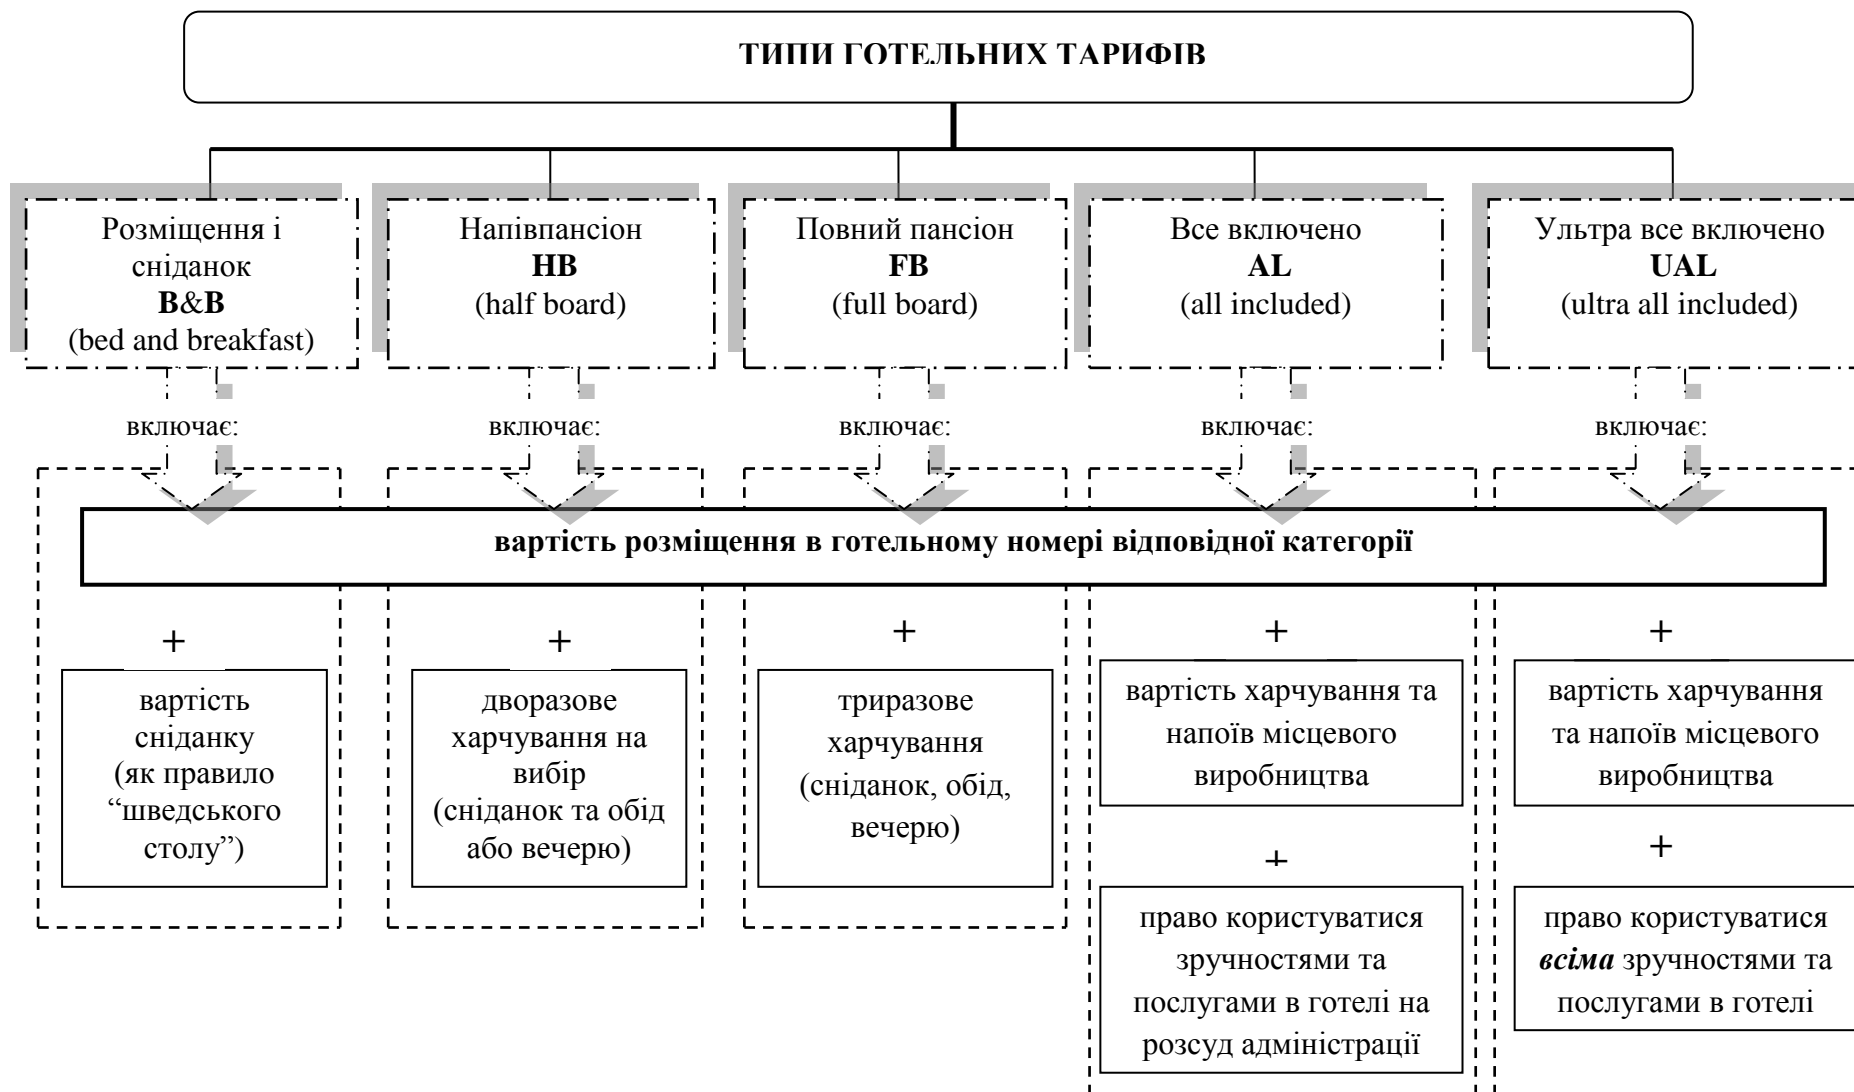 ТИПИ ГОТЕЛЬНИХ ТАРИФІВ
Розміщення і
сніданок
B&B
(bed and breakfast)
Напівпансіон
HB
(half board)
Повний пансіон
FB
(full board)
Все включено
AL
(all included)
Ультра все включено
UAL
(ultra all included)
включає:
включає:
включає:
включає:
включає:
вартість розміщення в готельному номері відповідної категорії
+
+
+
+
+
вартість
сніданку
(як правило
“шведського
столу”)
дворазове
харчування на
вибір
(сніданок та обід
або вечерю)
триразове
харчування
(сніданок, обід,
вечерю)
вартість харчування та
напоїв місцевого
виробництва
+
право користуватися
зручностями та
послугами в готелі на
розсуд адміністрації
вартість харчування
та напоїв місцевого
виробництва
+
право користуватися
всіма зручностями та
послугами в готелі